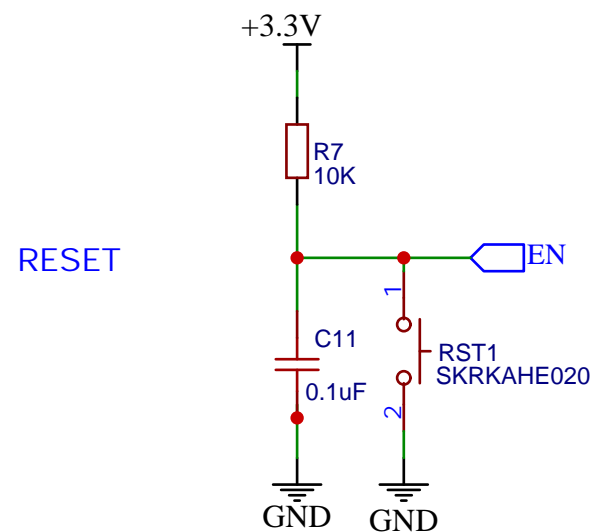 +3.3V
R7
10K
RESET
EN
1
C11
RST1
SKRKAHE020
0.1uF
2
GND
GND